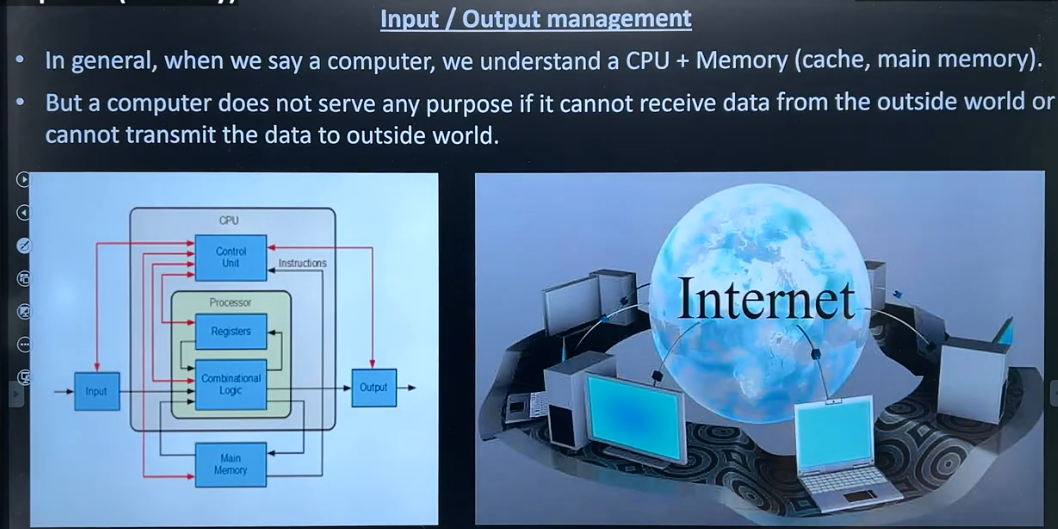 Input / Output management
• In general, when we say a computer, we understand a CPU + Memory (cache, main memory).
• But a computer does not serve any purpose if it cannot receive data from the outside world or
cannot transmit the data to outside world.
CPU
Control
Unit
Instructions
Processor
Registers
Combinational
Logic
Input
Output
Main
Memory
Internet